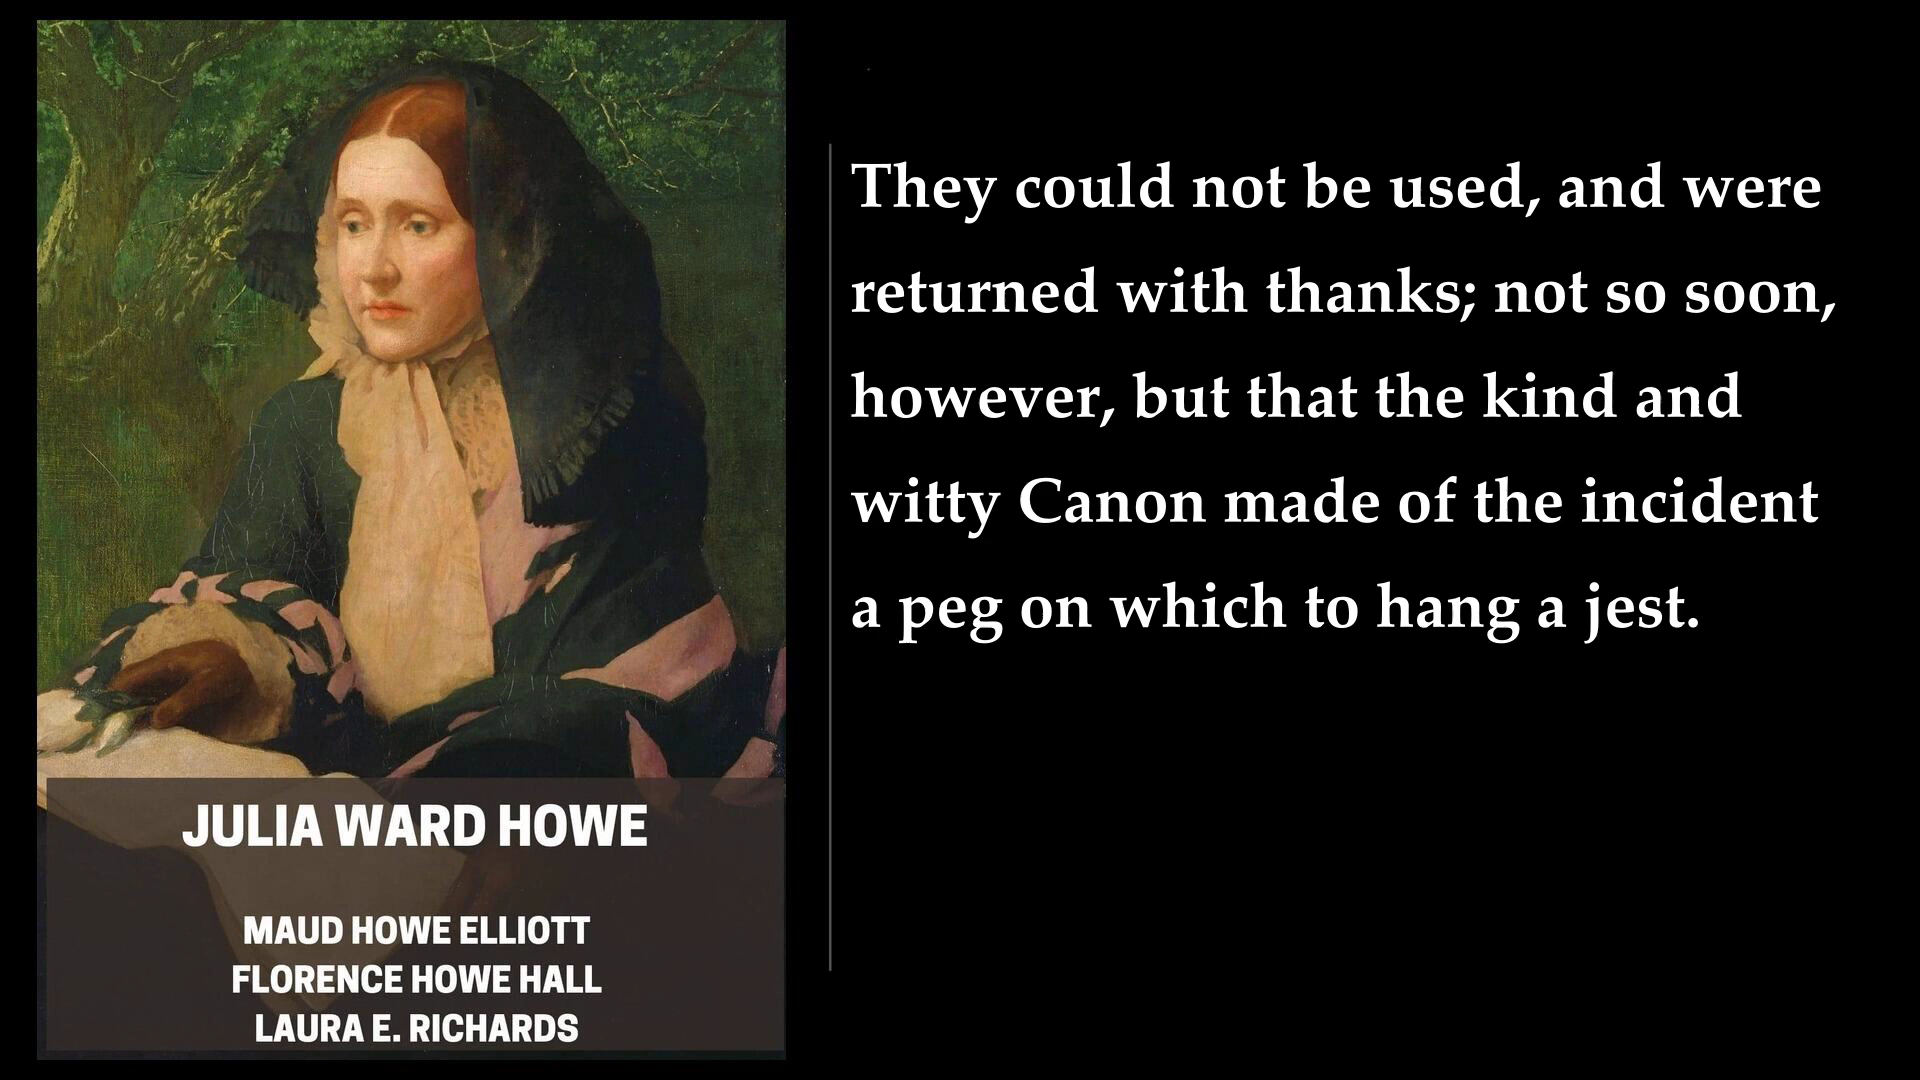 JULIA WARD HOWE
MAUD HOWE ELLIOTT
FLORENCE HOWE HALL
LAURA E. RICHARDS
They could not be used, and were
returned with thanks; not so soon,
however, but that the kind and
witty Canon made of the incident
a peg on which to hang a jest.